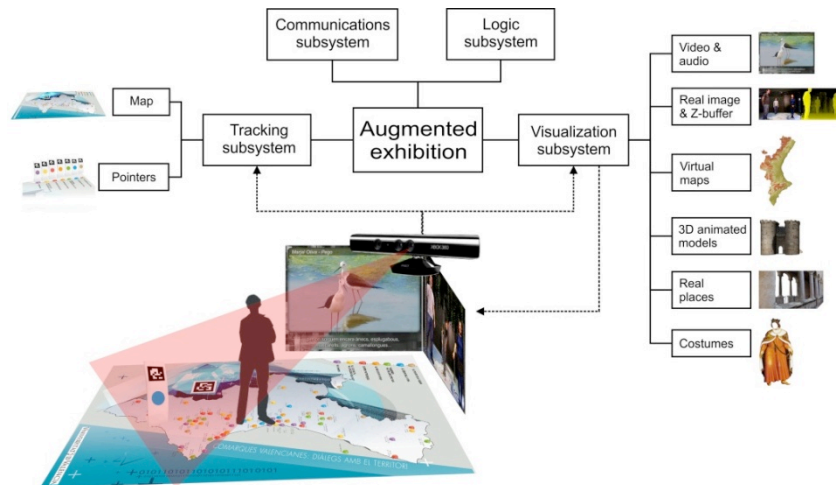 Communications
subsystem
Logic
subsystem
Map
Pointers
Tracking
subsystem
Augmented
exhibition
Visualization
subsystem
Video &
audio
Real image
& Z-buffer
Virtual
maps
3D animated
models
Real
places
Costumes
XBOX360
COMARQUES VALENCIANES, DIÀLEGS AMB EL TERRITORI